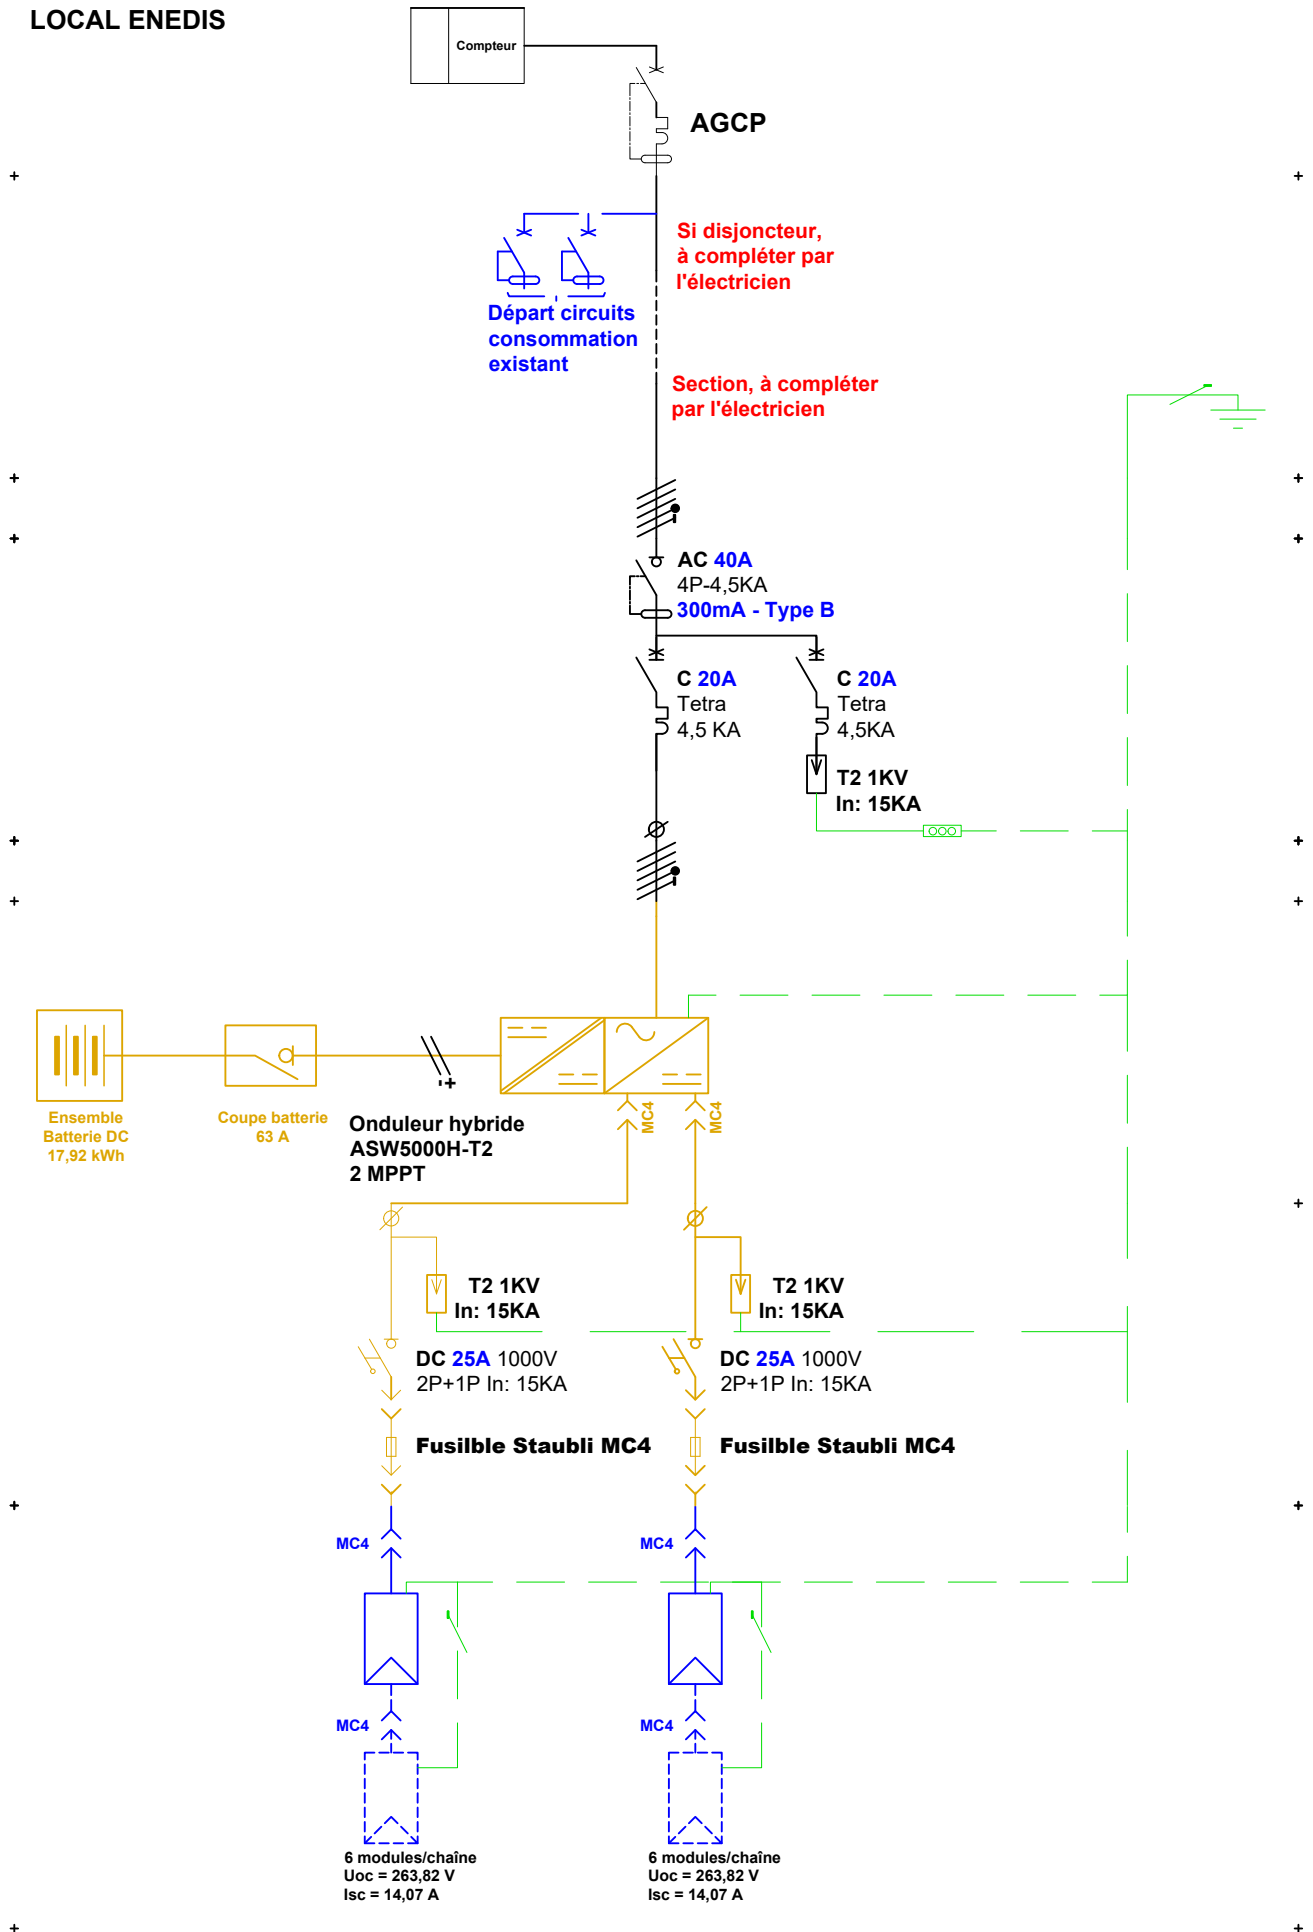 LOCAL ENEDIS
Compteur
AGCP
Si disjoncteur,
à compléter par
l'électricien
Départ circuits
consommation
existant
Section, à compléter
par l'électricien
AC 40A
4P-4,5KA
300mA - Type B
C 20A
Tetra
4,5 KA
C 20A
Tetra
4,5KA
T2 1KV
In: 15KA
Ensemble
Batterie DC
17,92 kWh
Coupe batterie
63 A
Onduleur hybride
ASW5000H-T2
2 MPPT
MC4
MC4
T2 1KV
In: 15KA
T2 1KV
In: 15KA
DC 25A 1000V
2P+1P In: 15KA
DC 25A 1000V
2P+1P In: 15KA
Fusilble Staubli MC4
Fusilble Staubli MC4
MC4
MC4
MC4
MC4
6 modules/chaîne
Uoc = 263,82 V
Isc = 14,07 A
6 modules/chaîne
Uoc = 263,82 V
Isc = 14,07 A